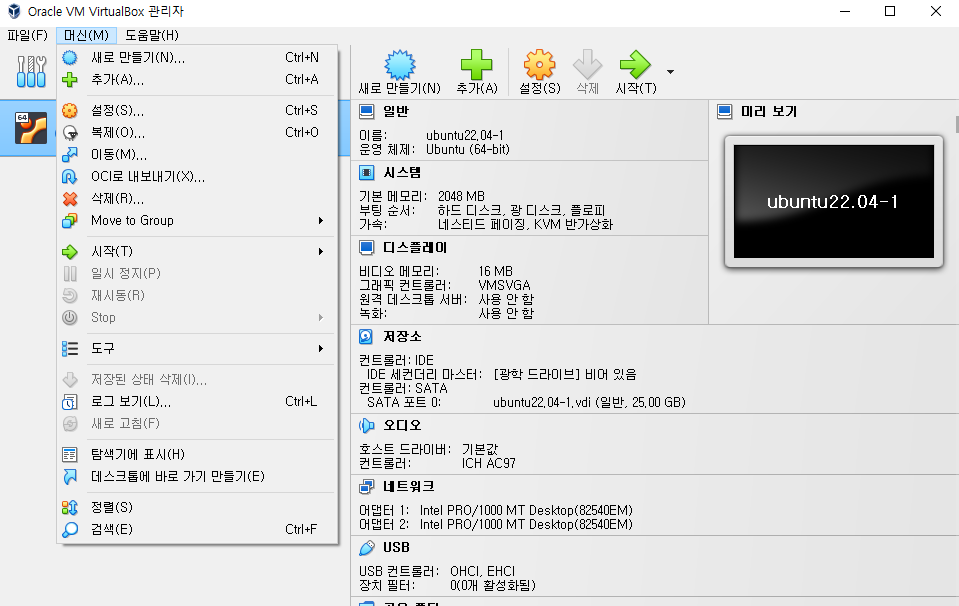 Oracle VM VirtualBox 관리자
파일(F) 머신(M) 도움말(H)
새로 만들기(N)... Ctrl+N
추가(A)... Ctrl+A
설정(S)... Ctrl+S
복제(O)... Ctrl+O
이동(M)...
OCI로 내보내기(X)...
삭제(R)...
Move to Group
시작(T)
일시 정지(P)
재시동(R)
Stop
도구
저장된 상태 삭제(I)...
로그 보기(L)... Ctrl+L
새로 고침(F)
탐색기에 표시(H)
데스크톱에 바로 가기 만들기(E)
정렬(S)
검색(E) Ctrl+F
64
새로 만들기(N) 추가(A) 설정(S) 삭제 시작(T)
일반
이름: ubuntu22.04-1
운영 체제: Ubuntu (64-bit)
시스템
기본 메모리: 2048 MB
부팅 순서: 하드 디스크, 광 디스크, 플로피
가속: 네스티드 페이징, KVM 반가상화
디스플레이
비디오 메모리: 16 MB
그래픽 컨트롤러: VMSVGA
원격 데스크톱 서버: 사용 안 함
녹화: 사용 안 함
미리 보기
ubuntu22.04-1
저장소
컨트롤러: IDE
IDE 세컨더리 마스터: [광학 드라이브] 비어 있음
컨트롤러: SATA
SATA 포트 0: ubuntu22.04-1.vdi (일반, 25.00 GB)
오디오
호스트 드라이버: 기본값
컨트롤러: ICH AC97
네트워크
어댑터 1: Intel PRO/1000 MT Desktop(82540EM)
어댑터 2: Intel PRO/1000 MT Desktop(82540EM)
USB
USB 컨트롤러: OHCI, EHCI
장치 필터: 0(0개 활성화됨)